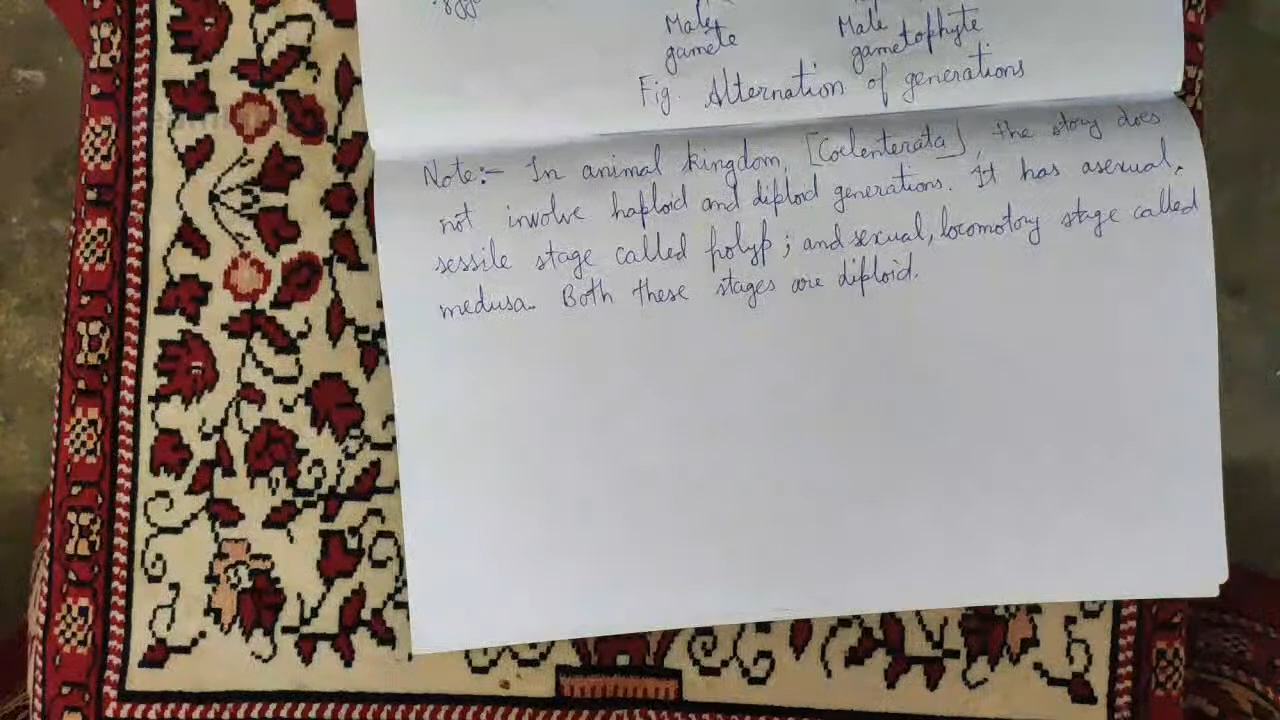 Male Male
gamete gametophyte
Fig. Alternation of generations
Note:- In animal kingdom, [Coelenterata], the story does
not involve haploid and diploid generations. It has asexual,
sessile stage called polyp; and sexual, locomotory stage called
medusa. Both these stages are diploid.